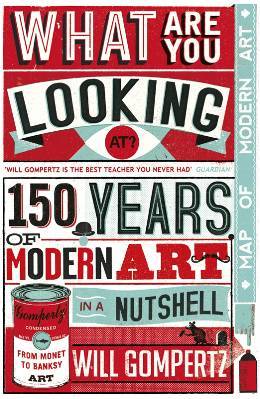 WHAT ARE YOU
LOOKING
AT?
'WILL GOMPERTZ IS THE BEST TEACHER YOU NEVER HAD' GUARDIAN
150 YEARS
OF
MODERN ART
IN A NUTSHELL
Gompertz
CONDENSED
FROM MONET
TO BANKSY
ART
WILL GOMPERTZ
MAP OF MODERN ART